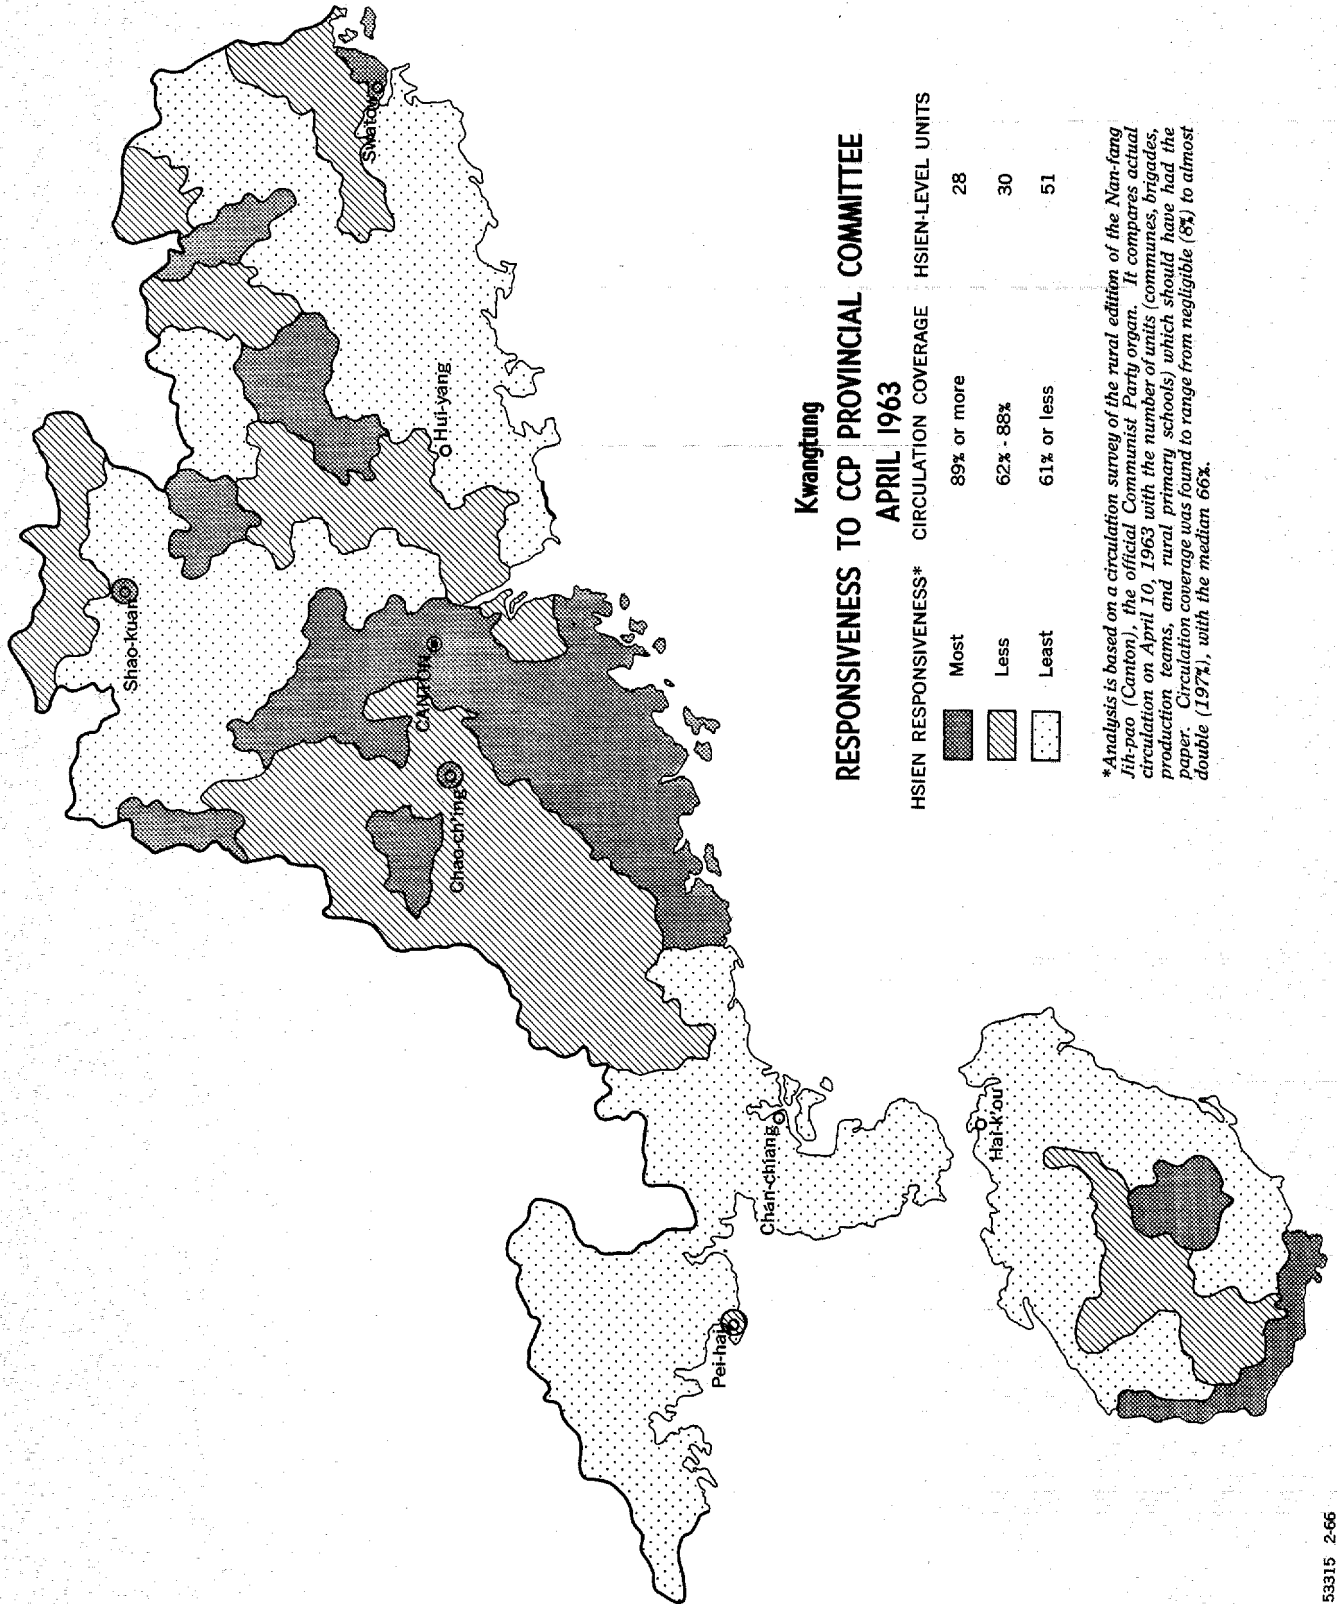 Kwangtung
RESPONSIVENESS TO CCP PROVINCIAL COMMITTEE
APRIL 1963
HSIEN RESPONSIVENESS* CIRCULATION COVERAGE HSIEN-LEVEL UNITS
Most 89% or more 28
Less 62% - 88% 30
Least 61% or less 51
*Analysis is based on a circulation survey of the rural edition of the Nan-fang
Jih-pao (Canton), the official Communist Party organ. It compares actual
circulation on April 10, 1963 with the number of units (communes, brigades,
production teams, and rural primary schools) which should have had the
paper. Circulation coverage was found to range from negligible (8%) to almost
double (197%), with the median 66%.
Shao-kuan
Swatow
Hui-yang
CANTON
Chao-ch'ing
Chan-chiang
Pei-hai
Hai-k'ou
53315 2-66